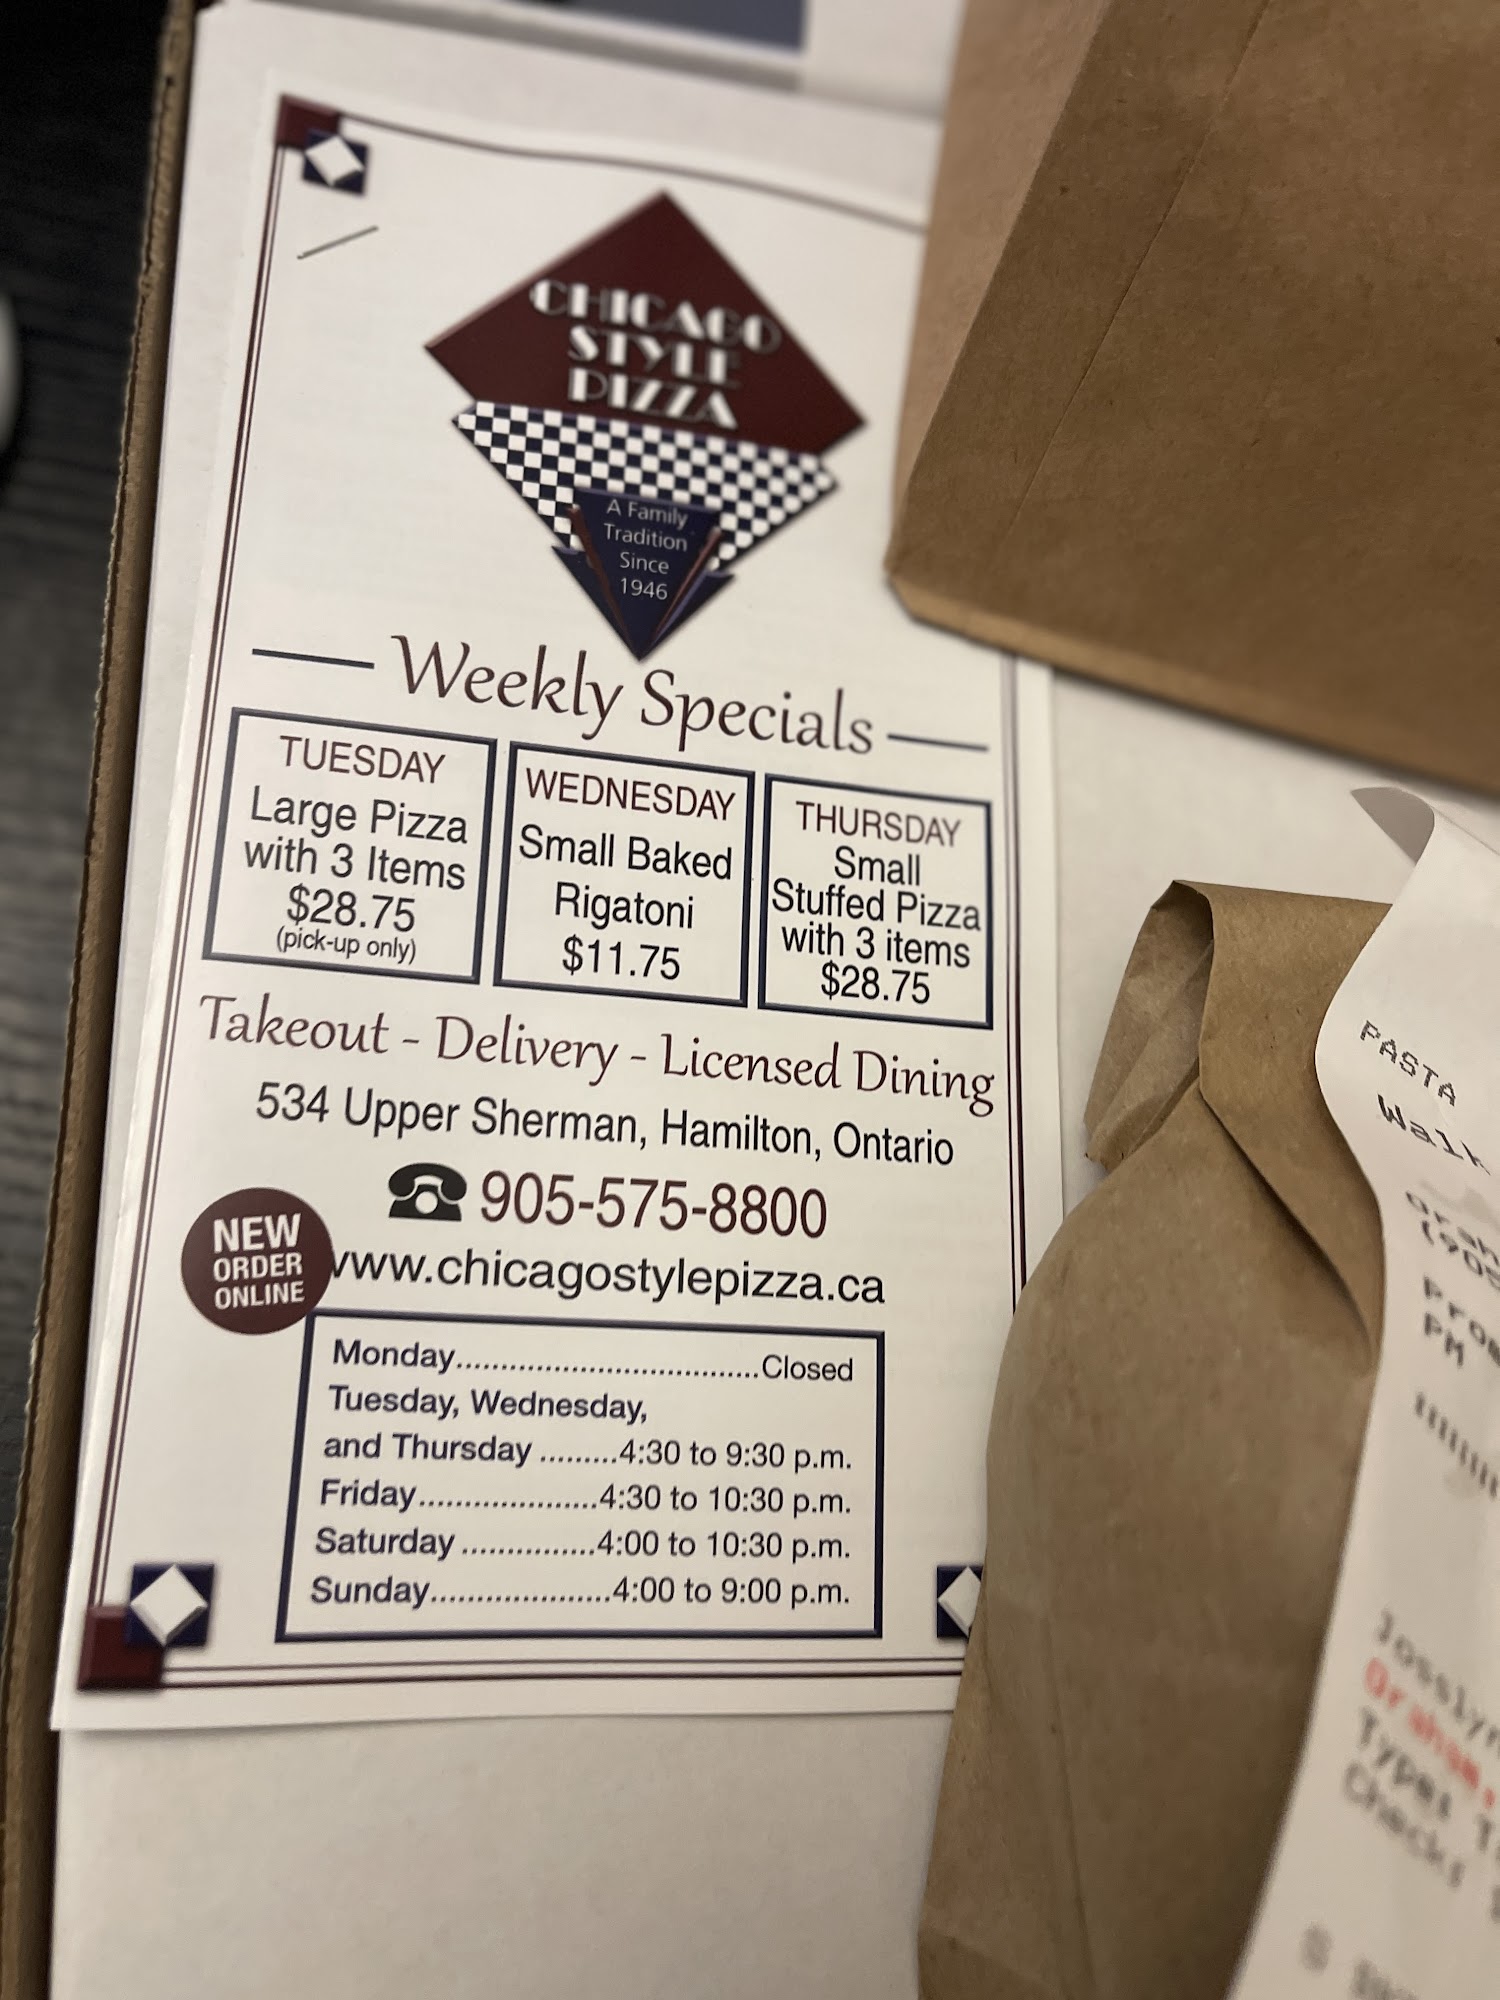 CHICAGO
STYLE
PIZZA
A Family
Tradition
Since
1946
Weekly Specials
TUESDAY
Large Pizza
with 3 Items
$28.75
(pick-up only)
WEDNESDAY
Small Baked
Rigatoni
$11.75
THURSDAY
Small
Stuffed Pizza
with 3 items
$28.75
Takeout - Delivery - Licensed Dining
534 Upper Sherman, Hamilton, Ontario
905-575-8800
NEW
ORDER
ONLINE
www.chicagostylepizza.ca
Monday..................................Closed
Tuesday, Wednesday,
and Thursday .........4:30 to 9:30 p.m.
Friday....................4:30 to 10:30 p.m.
Saturday ...............4:00 to 10:30 p.m.
Sunday....................4:00 to 9:00 p.m.
PASTA
Walk
(905
PM